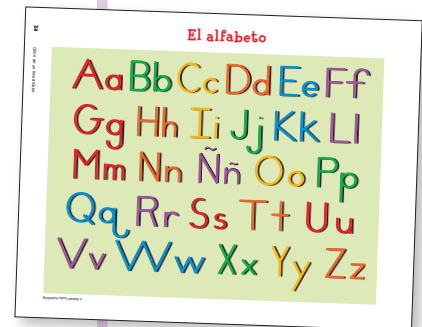 El alfabeto
Aa Bb Cc Dd Ee Ff
Gg Hh Ii Jj Kk Ll
Mm Nn Ññ Oo Pp
Qq Rr Ss Tt Uu
Vv Ww Xx Yy Zz